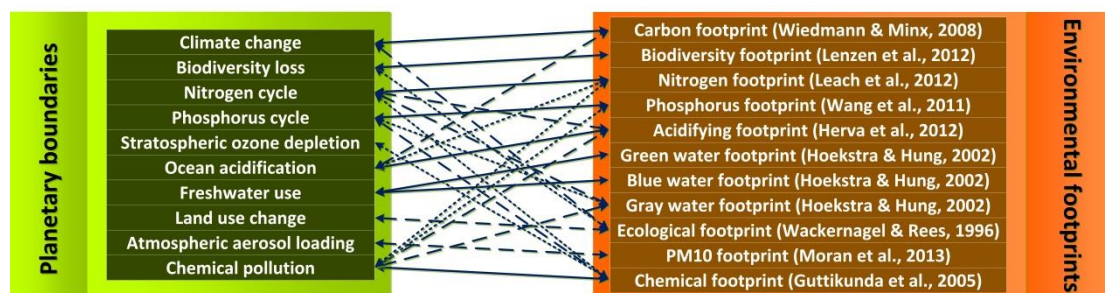 Planetary boundaries
Climate change
Biodiversity loss
Nitrogen cycle
Phosphorus cycle
Stratospheric ozone depletion
Ocean acidification
Freshwater use
Land use change
Atmospheric aerosol loading
Chemical pollution
Carbon footprint (Wiedmann & Minx, 2008)
Biodiversity footprint (Lenzen et al., 2012)
Nitrogen footprint (Leach et al., 2012)
Phosphorus footprint (Wang et al., 2011)
Acidifying footprint (Herva et al., 2012)
Green water footprint (Hoekstra & Hung, 2002)
Blue water footprint (Hoekstra & Hung, 2002)
Gray water footprint (Hoekstra & Hung, 2002)
Ecological footprint (Wackernagel & Rees, 1996)
PM10 footprint (Moran et al., 2013)
Chemical footprint (Guttikunda et al., 2005)
Environmental footprints